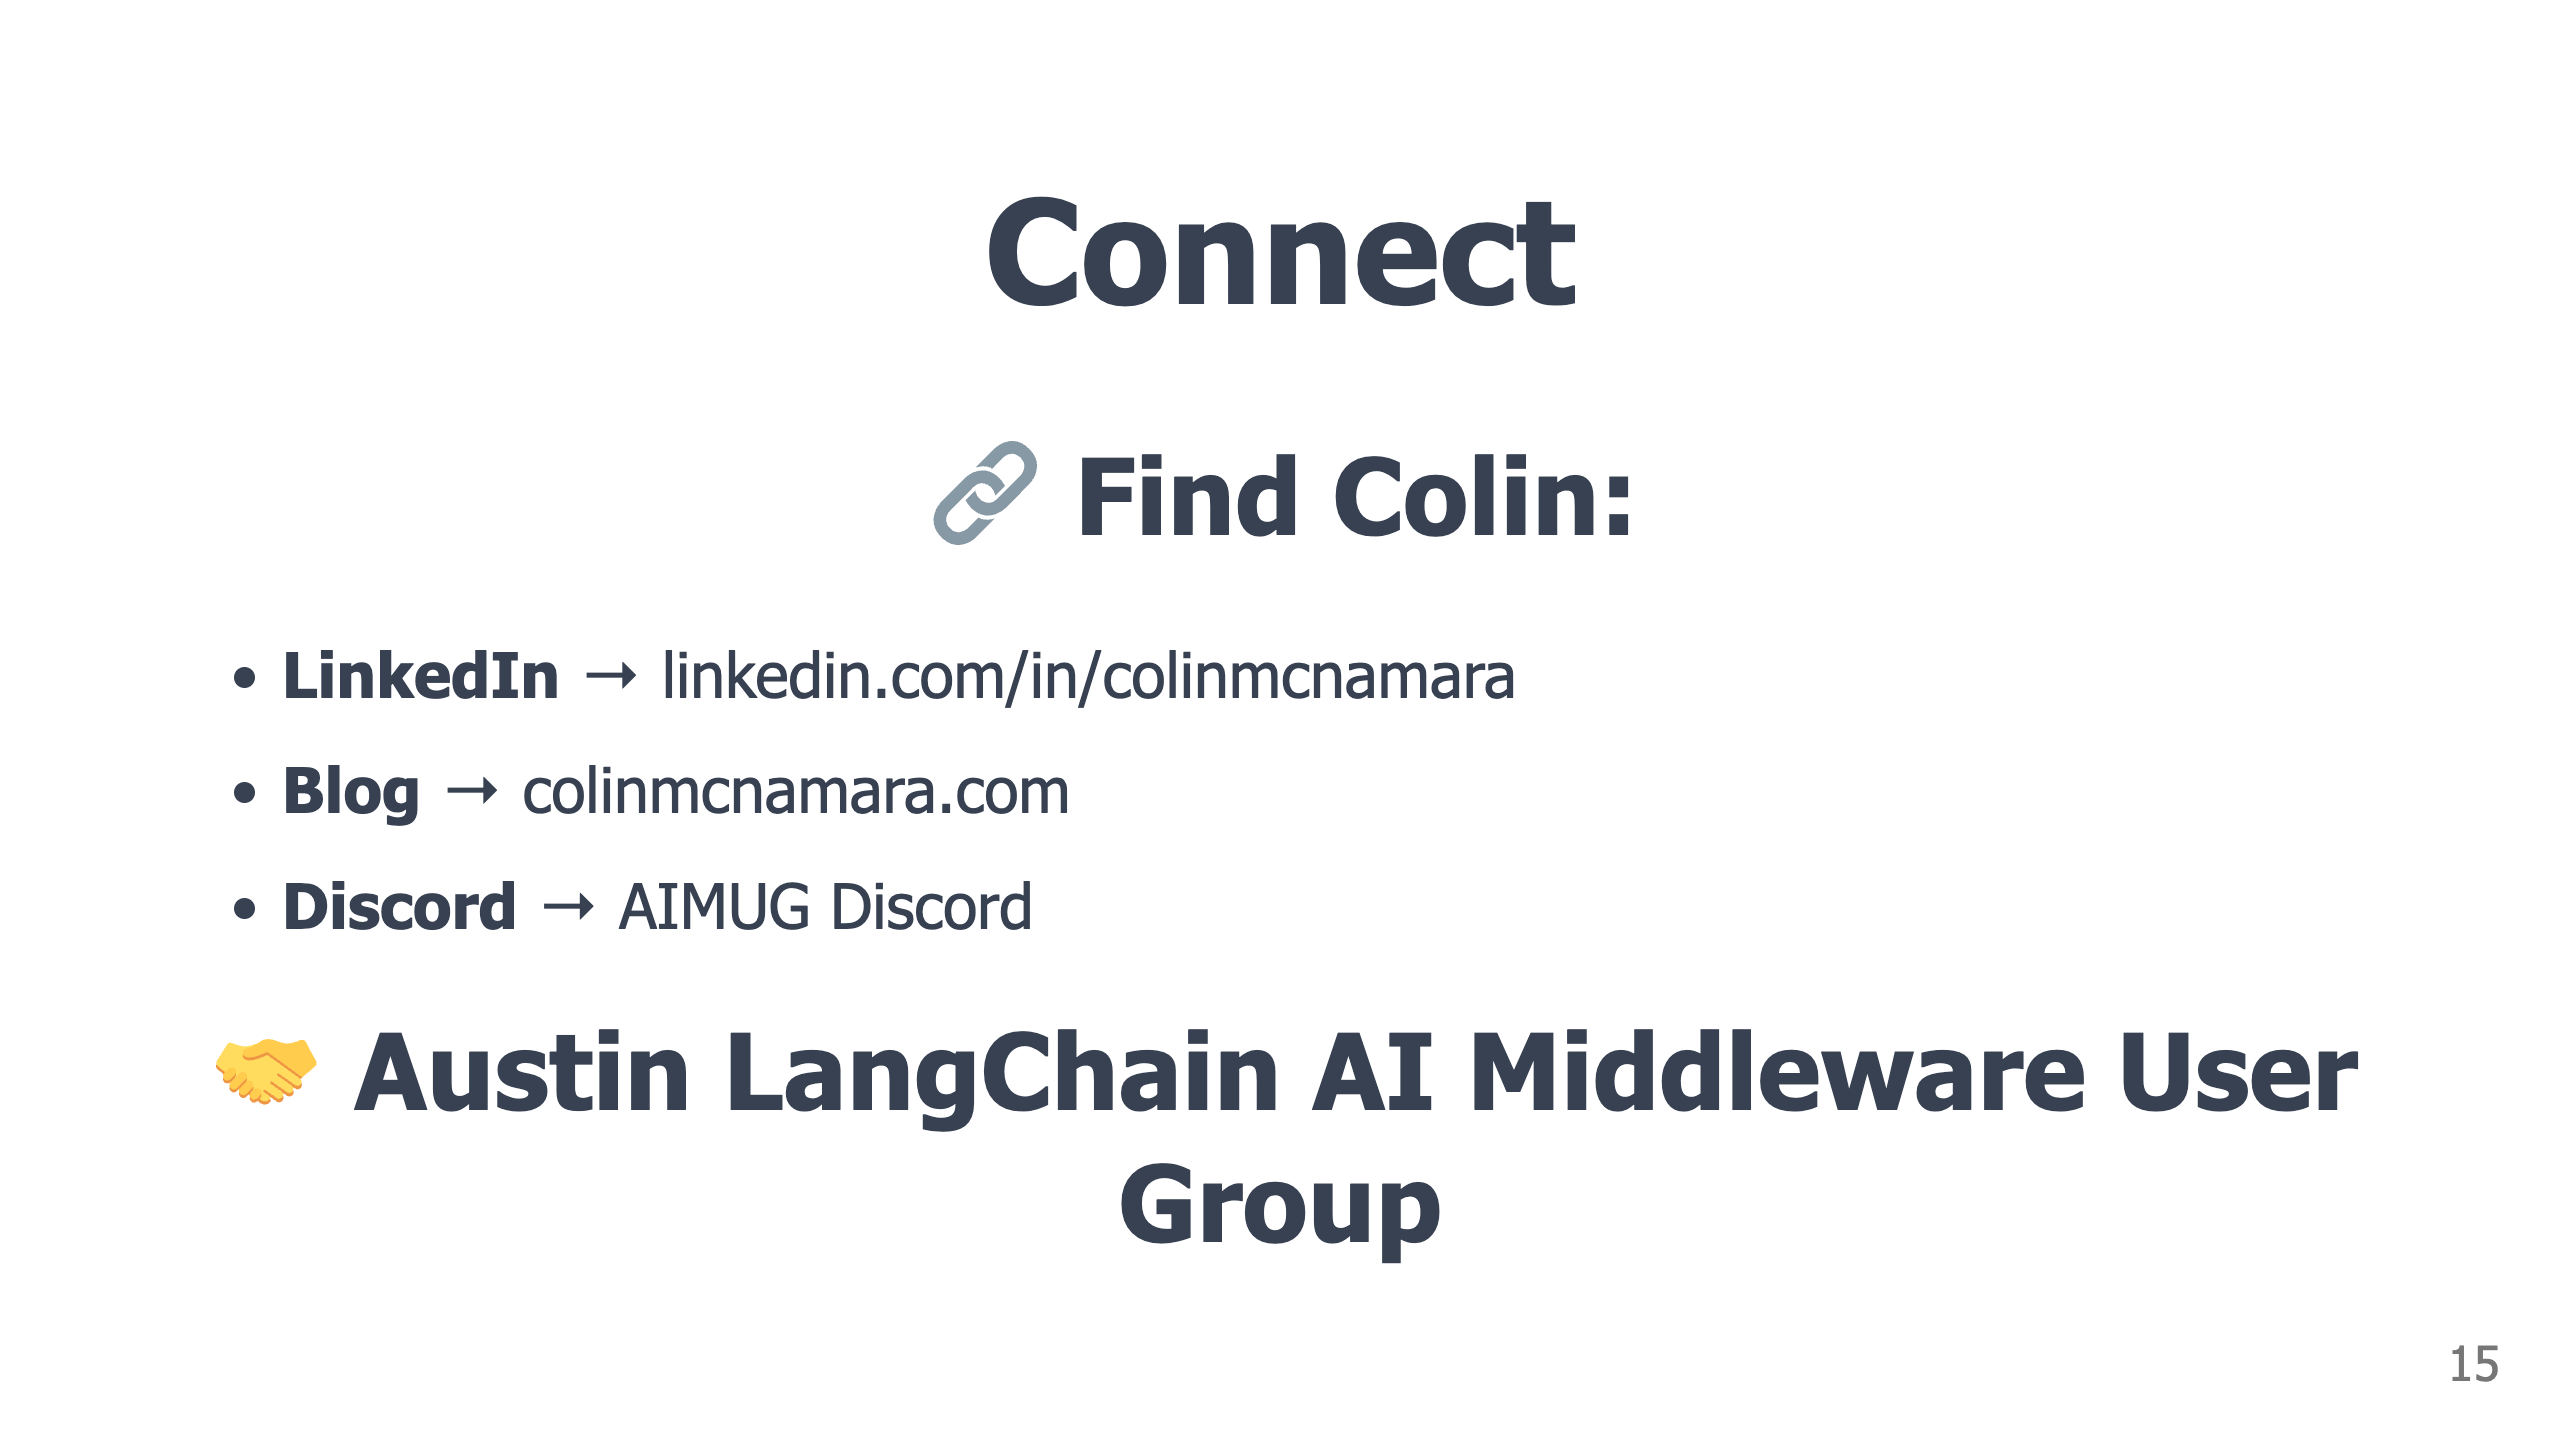 Connect
🔗 Find Colin:
• LinkedIn → linkedin.com/in/colinmcnamara
• Blog → colinmcnamara.com
• Discord → AIMUG Discord
🤝 Austin LangChain AI Middleware User
Group
15